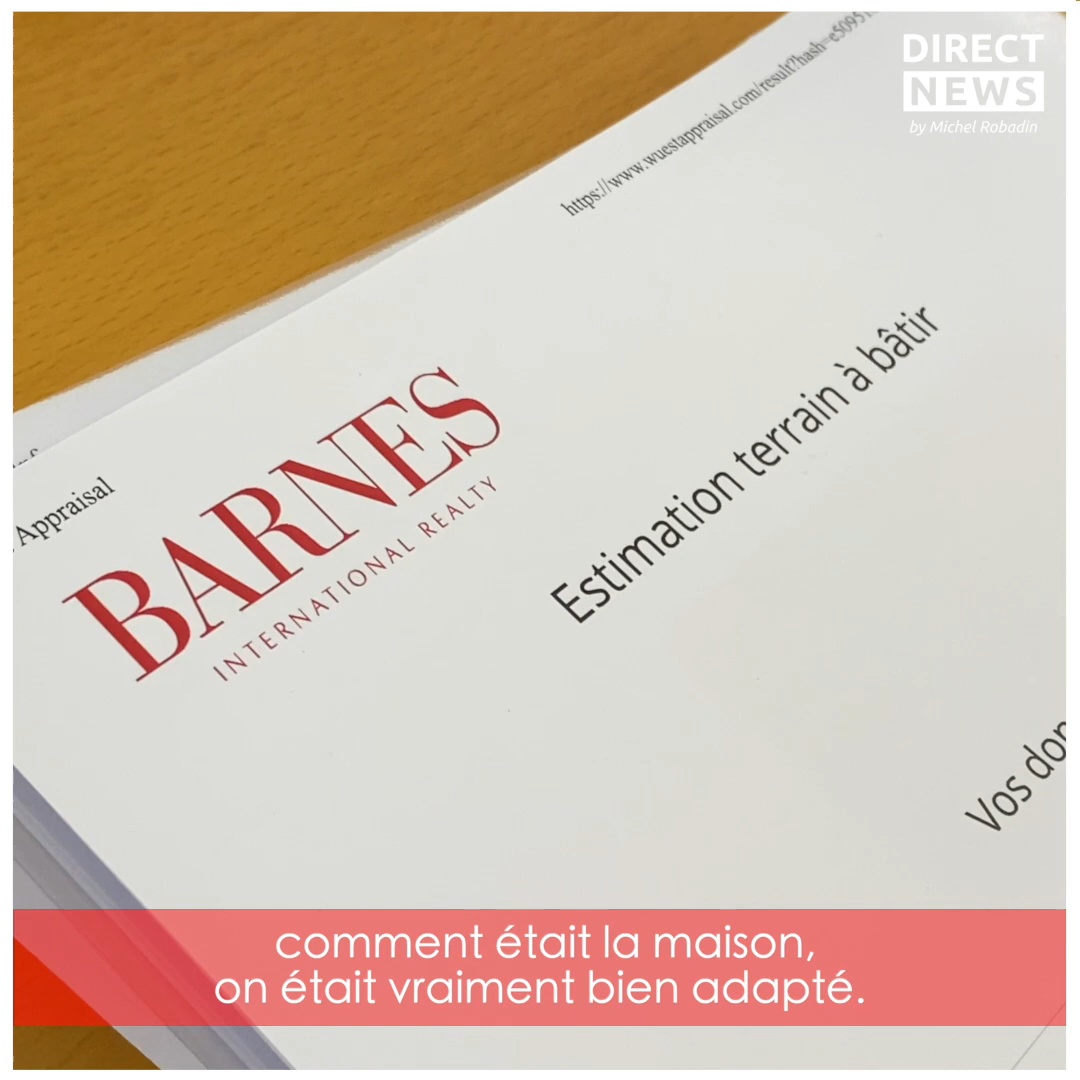 DIRECT
NEWS
by Michel Robadin
https://www.wuestappraisal.com/result?hash=e5095
Appraisal
BARNES
INTERNATIONAL REALTY
Estimation terrain à bâtir
Vos
comment était la maison,
on était vraiment bien adapté.